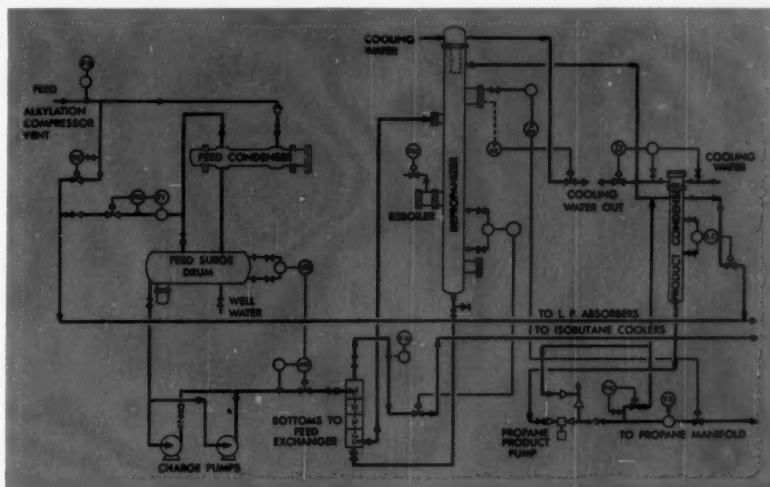 COOLING
WATER
FEED
ALKYLATION
COMPRESSOR
VENT
FEED CONDENSER
REBOILER
DEPROPANIZER
COOLING
WATER OUT
COOLING
WATER
PRODUCT CONDENSER
FEED SURGE
DRUM
WELL
WATER
TO L. P. ABSORBERS
TO ISOBUTANE COOLERS
BOTTOMS TO
FEED
EXCHANGER
CHARGE PUMPS
PROPANE
PRODUCT
PUMP
TO PROPANE MANIFOLD